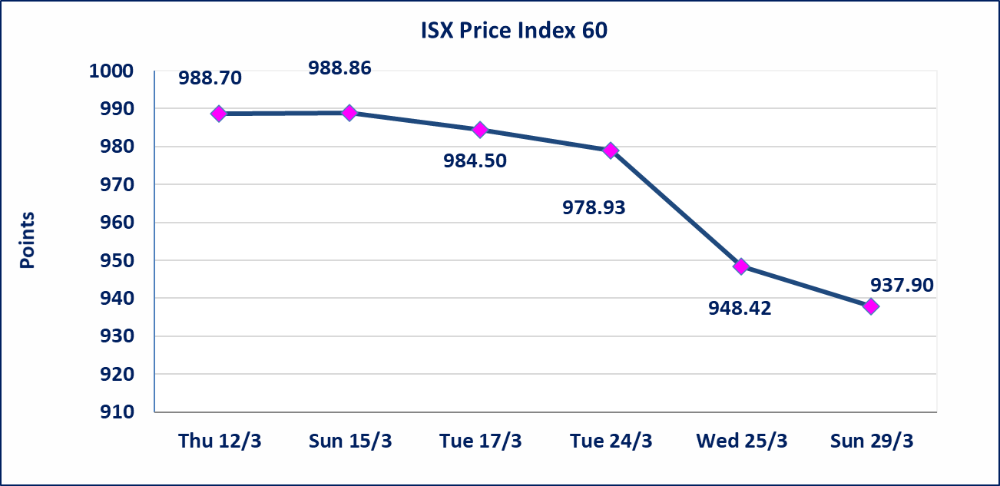 ISX Price Index 60
Points
1000
990
980
970
960
950
940
930
920
910
988.70
988.86
984.50
978.93
948.42
937.90
Thu 12/3
Sun 15/3
Tue 17/3
Tue 24/3
Wed 25/3
Sun 29/3